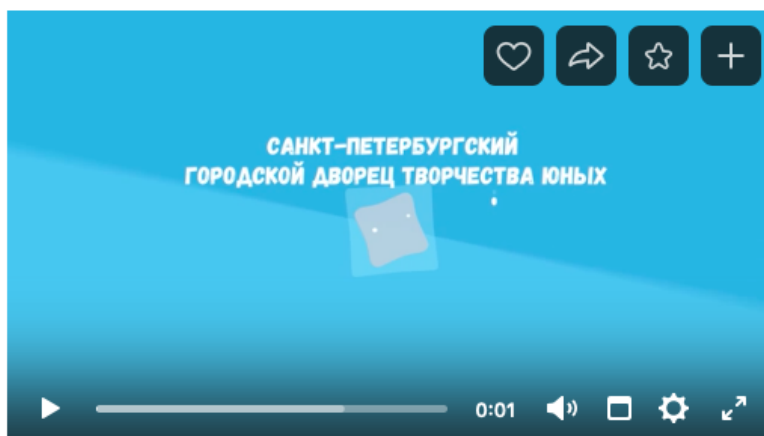 САНКТ-ПЕТЕРБУРГСКИЙ
ГОРОДСКОЙ ДВОРЕЦ ТВОРЧЕСТВА ЮНЫХ
0:01